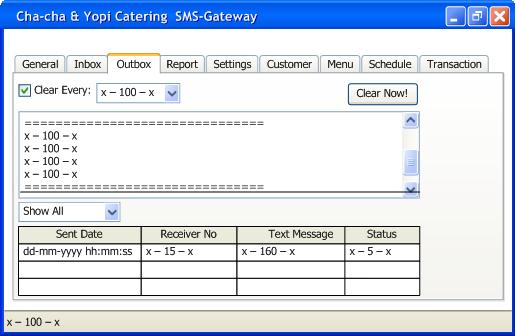 Cha-cha & Yopi Catering SMS-Gateway
General Inbox Outbox Report Settings Customer Menu Schedule Transaction
Clear Every: x – 100 – x Clear Now!
==============================
x – 100 – x
x – 100 – x
x – 100 – x
x – 100 – x
==============================
Show All
Sent Date Receiver No Text Message Status
dd-mm-yyyy hh:mm:ss x – 15 – x x – 160 – x x – 5 – x
x – 100 – x